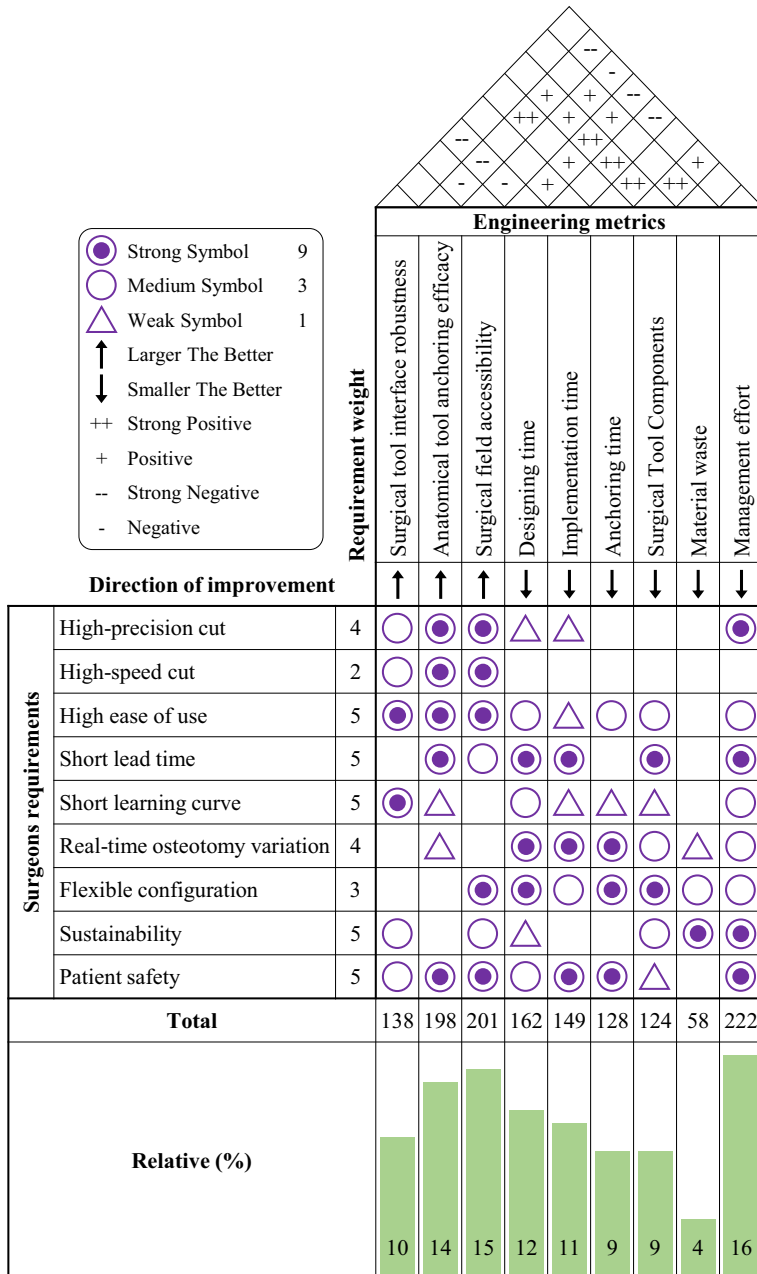 --
-
+ + --
++ + + --
-- ++
-- + ++ +
- - + ++ ++
Engineering metrics
Strong Symbol 9
Medium Symbol 3
Weak Symbol 1
↑ Larger The Better
↓ Smaller The Better
++ Strong Positive
+ Positive
-- Strong Negative
- Negative
Requirement weight
Surgical tool interface robustness
Anatomical tool anchoring efficacy
Surgical field accessibility
Designing time
Implementation time
Anchoring time
Surgical Tool Components
Material waste
Management effort
Direction of improvement ↑ ↑ ↑ ↓ ↓ ↓ ↓ ↓ ↓
Surgeons requirements
High-precision cut 4
High-speed cut 2
High ease of use 5
Short lead time 5
Short learning curve 5
Real-time osteotomy variation 4
Flexible configuration 3
Sustainability 5
Patient safety 5
Total 138 198 201 162 149 128 124 58 222
Relative (%)
10 14 15 12 11 9 9 4 16